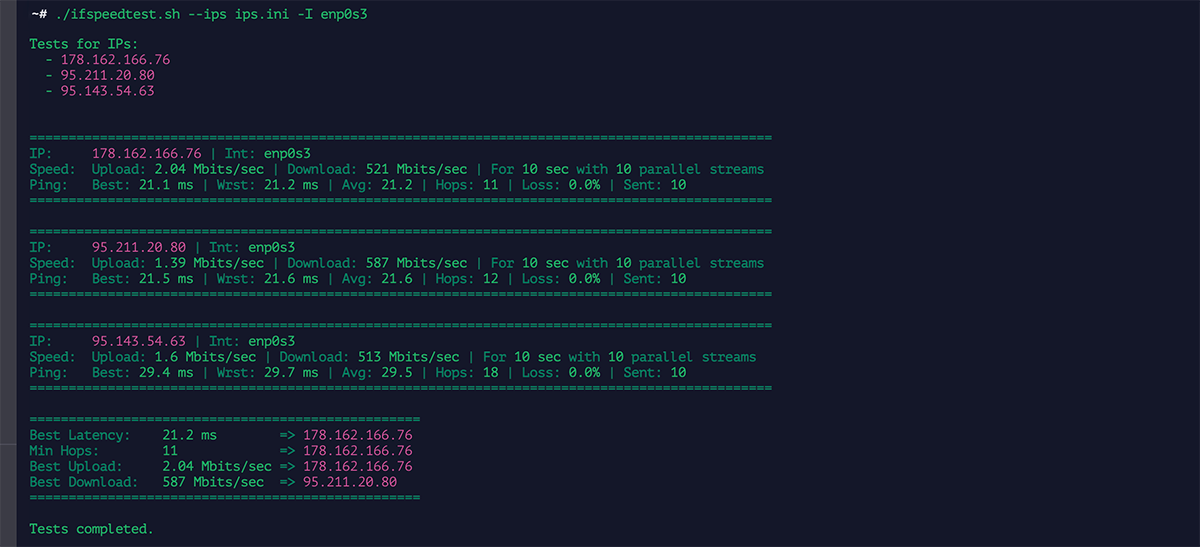 ~# ./ifspeedtest.sh --ips ips.ini -I enp0s3
Tests for IPs:
- 178.162.166.76
- 95.211.20.80
- 95.143.54.63
===============================================================================================
IP: 178.162.166.76 | Int: enp0s3
Speed: Upload: 2.04 Mbits/sec | Download: 521 Mbits/sec | For 10 sec with 10 parallel streams
Ping: Best: 21.1 ms | Wrst: 21.2 ms | Avg: 21.2 | Hops: 11 | Loss: 0.0% | Sent: 10
===============================================================================================
===============================================================================================
IP: 95.211.20.80 | Int: enp0s3
Speed: Upload: 1.39 Mbits/sec | Download: 587 Mbits/sec | For 10 sec with 10 parallel streams
Ping: Best: 21.5 ms | Wrst: 21.6 ms | Avg: 21.6 | Hops: 12 | Loss: 0.0% | Sent: 10
===============================================================================================
===============================================================================================
IP: 95.143.54.63 | Int: enp0s3
Speed: Upload: 1.6 Mbits/sec | Download: 513 Mbits/sec | For 10 sec with 10 parallel streams
Ping: Best: 29.4 ms | Wrst: 29.7 ms | Avg: 29.5 | Hops: 18 | Loss: 0.0% | Sent: 10
===============================================================================================
==================================================
Best Latency: 21.2 ms => 178.162.166.76
Min Hops: 11 => 178.162.166.76
Best Upload: 2.04 Mbits/sec => 178.162.166.76
Best Download: 587 Mbits/sec => 95.211.20.80
==================================================
Tests completed.